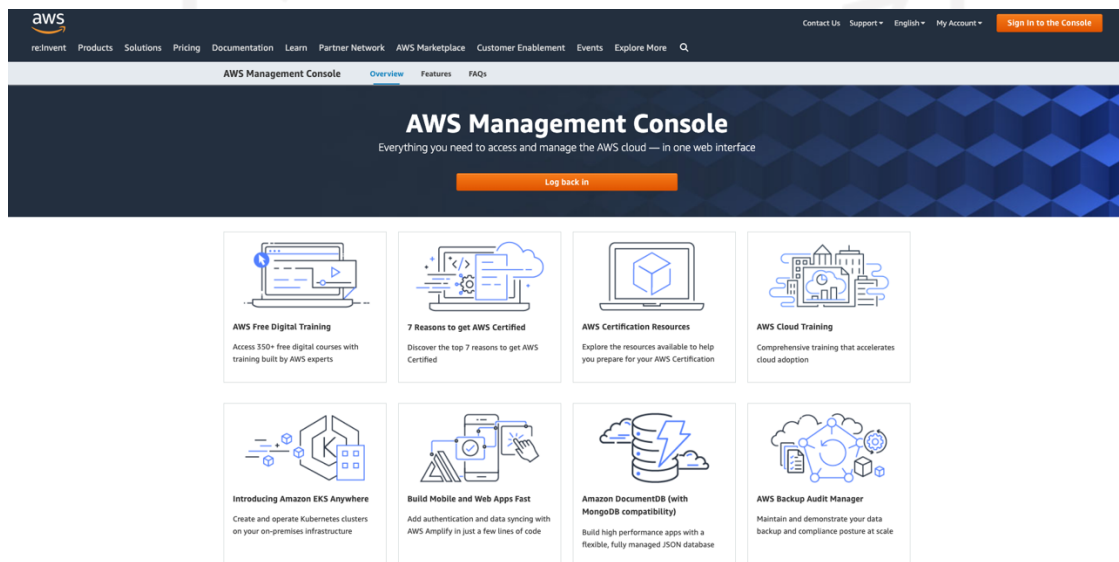 aws
Contact Us Support English My Account Sign In to the Console
re:Invent Products Solutions Pricing Documentation Learn Partner Network AWS Marketplace Customer Enablement Events Explore More
AWS Management Console Overview Features FAQs
AWS Management Console
Everything you need to access and manage the AWS cloud — in one web interface
Log back in
</>
AWS Free Digital Training
Access 350+ free digital courses with
training built by AWS experts
7 Reasons to get AWS Certified
Discover the top 7 reasons to get AWS
Certified
AWS Certification Resources
Explore the resources available to help
you prepare for your AWS Certification
AWS Cloud Training
Comprehensive training that accelerates
cloud adoption
K
Introducing Amazon EKS Anywhere
Create and operate Kubernetes clusters
on your on-premises infrastructure
Build Mobile and Web Apps Fast
Add authentication and data syncing with
AWS Amplify in just a few lines of code
Amazon DocumentDB (with
MongoDB compatibility)
Build high performance apps with a
flexible, fully managed JSON database
AWS Backup Audit Manager
Maintain and demonstrate your data
backup and compliance posture at scale